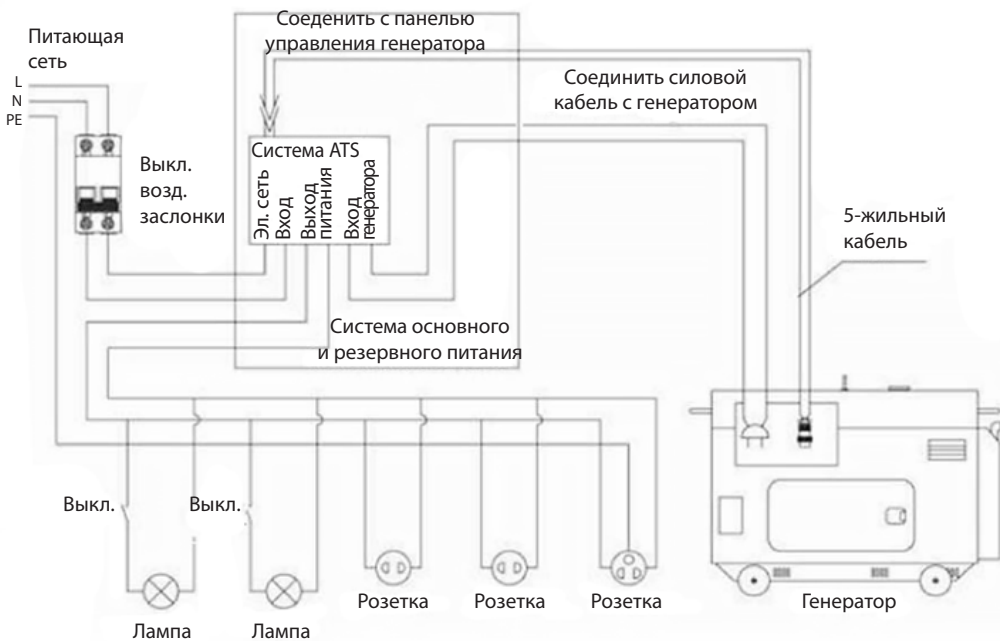 Соеденить с панелью
управления генератора
Питающая
сеть
L
N
PE
Соединить силовой
кабель с генератором
Выкл.
возд.
заслонки
Система ATS
Эл. сеть
Вход
Выход
питания
Вход
генератора
5-жильный
кабель
Система основного
и резервного питания
Выкл.
Выкл.
Розетка
Розетка
Розетка
Генератор
Лампа
Лампа